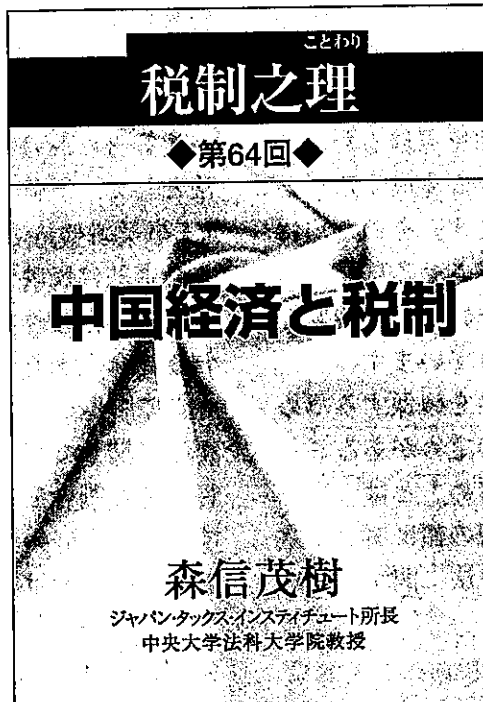 ことわり
税制之理
◆第64回◆
中国経済と税制
森信茂樹
ジャパン・タックス・インスティチュート所長
中央大学法科大学院教授